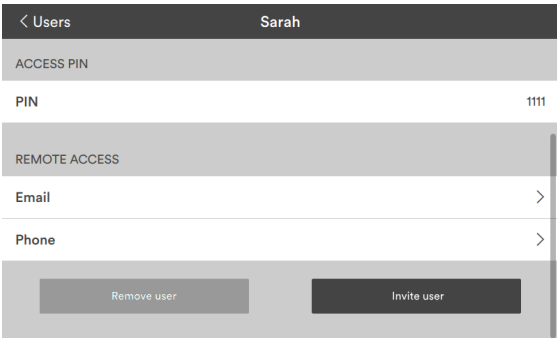 Users
Sarah
ACCESS PIN
PIN 1111
REMOTE ACCESS
Email
Phone
Remove user
Invite user